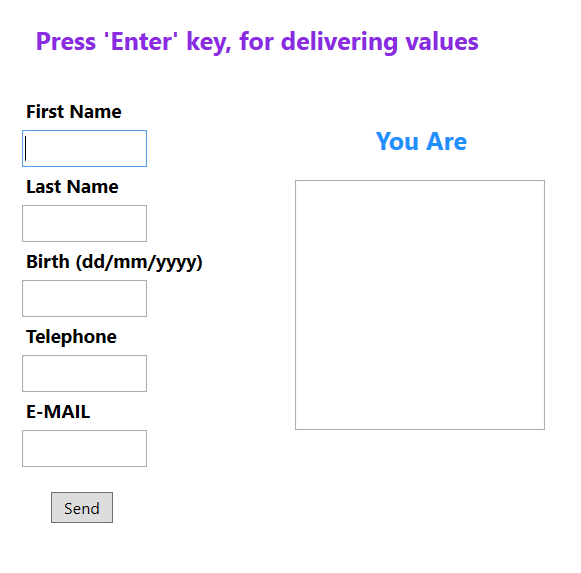 Press 'Enter' key, for delivering values
First Name
You Are
Last Name
Birth (dd/mm/yyyy)
Telephone
E-MAIL
Send